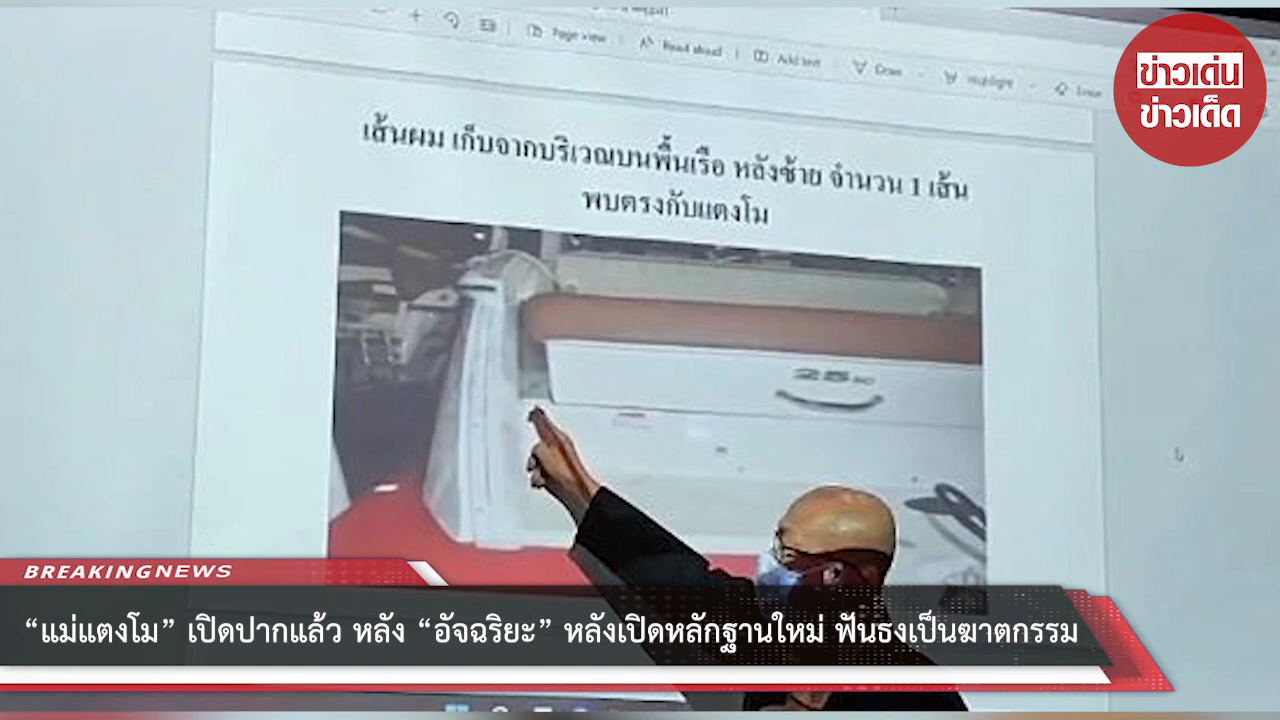 Page view
Read aloud
Add text
Draw
Highlight
Erase
ข่าวเด่น
ข่าวเด็ด
เส้นผม เก็บจากบริเวณบนพื้นเรือ หลังซ้าย จำนวน 1 เส้น
พบตรงกับแตงโม
25
BREAKING NEWS
“แม่แตงโม” เปิดปากแล้ว หลัง “อัจฉริยะ” หลังเปิดหลักฐานใหม่ ฟันธงเป็นฆาตกรรม